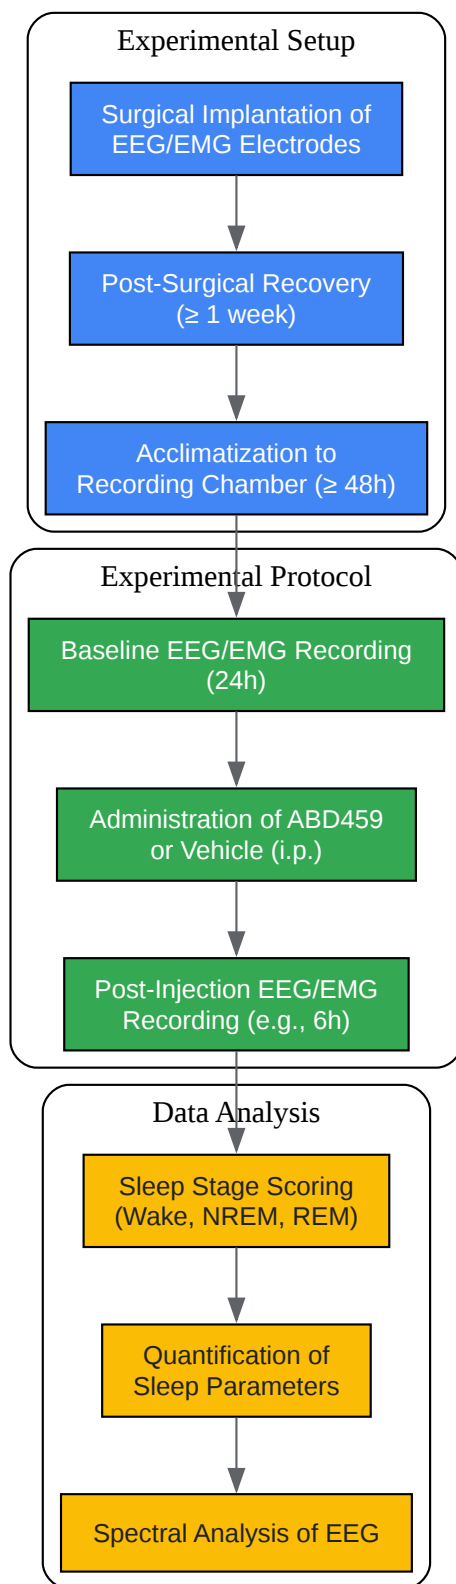 Experimental Setup
Surgical Implantation of
EEG/EMG Electrodes
Post-Surgical Recovery
(≥ 1 week)
Acclimatization to
Recording Chamber (≥ 48h)
Experimental Protocol
Baseline EEG/EMG Recording
(24h)
Administration of ABD459
or Vehicle (i.p.)
Post-Injection EEG/EMG
Recording (e.g., 6h)
Data Analysis
Sleep Stage Scoring
(Wake, NREM, REM)
Quantification of
Sleep Parameters
Spectral Analysis of EEG